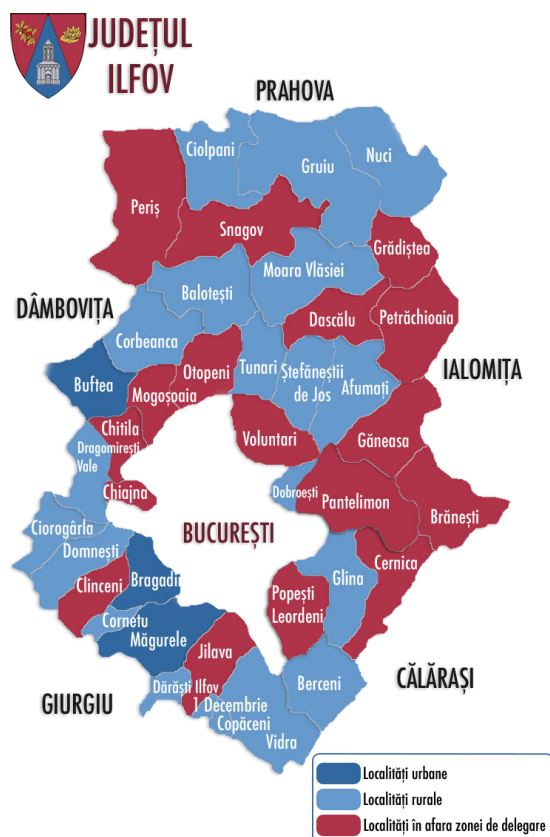 JUDEȚUL
ILFOV
PRAHOVA
Ciolpani
Gruiu
Nuci
Periș
Snagov
Grădiștea
Moara Vlăsiei
Balotești
DÂMBOVIȚA
Dascălu
Petrăchioaia
Corbeanca
Otopeni
Tunari
Ștefăneștii
de Jos
Afumați
IALOMIȚA
Buftea
Mogoșoaia
Chitila
Voluntari
Găneasa
Dragomirești
Vale
Chiajna
Dobroești
Pantelimon
Brănești
Ciorogârla
BUCUREȘTI
Domnești
Cernica
Clinceni
Bragadir
Popești
Leordeni
Glina
Cornetu
Măgurele
Jilava
Berceni
CĂLĂRAȘI
GIURGIU
Dărăști Ilfov
1 Decembrie
Copăceni
Vidra
Localități urbane
Localități rurale
Localități în afara zonei de delegare